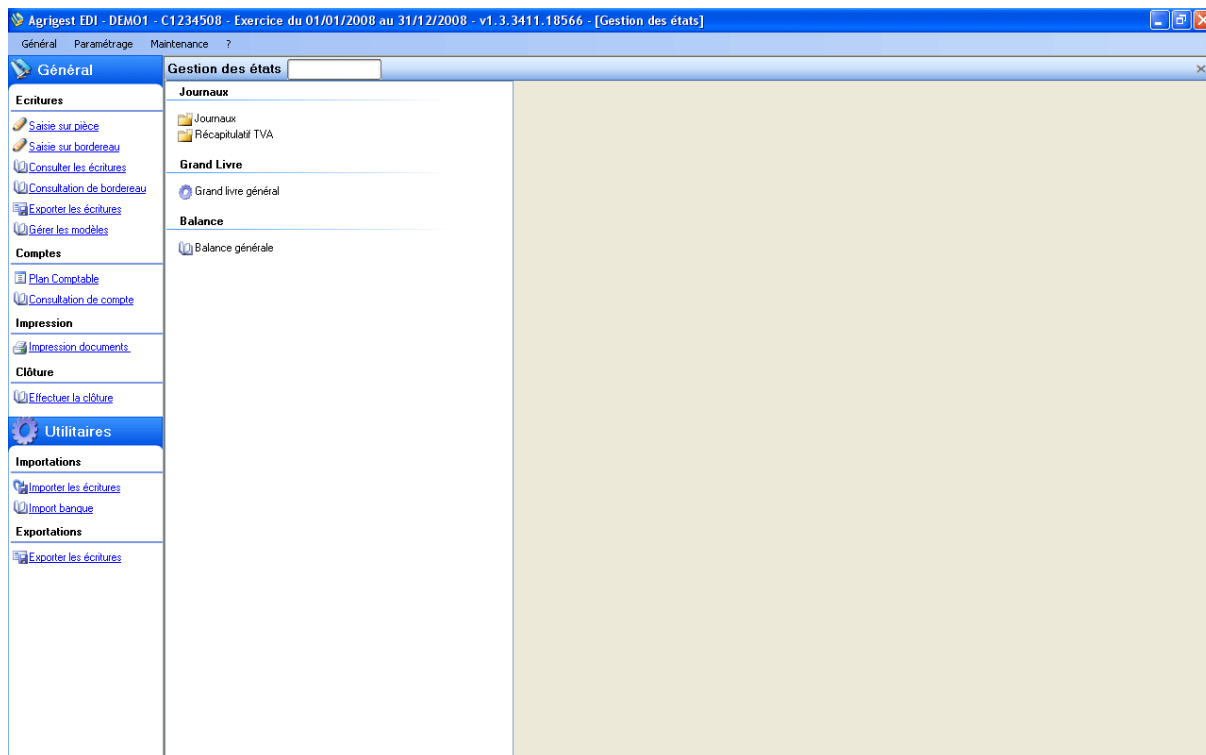 Agrigest EDI - DEMO1 - C1234508 - Exercice du 01/01/2008 au 31/12/2008 - v1.3.3411.18566 - [Gestion des états]
Général Paramétrage Maintenance ?
Général
Ecritures
Saisie sur pièce
Saisie sur bordereau
Consulter les écritures
Consultation de bordereau
Exporter les écritures
Gérer les modèles
Comptes
Plan Comptable
Consultation de compte
Impression
Impression documents
Clôture
Effectuer la clôture
Utilitaires
Importations
Importer les écritures
Import banque
Exportations
Exporter les écritures
Gestion des états
Journaux
Journaux
Récapitulatif TVA
Grand Livre
Grand livre général
Balance
Balance générale